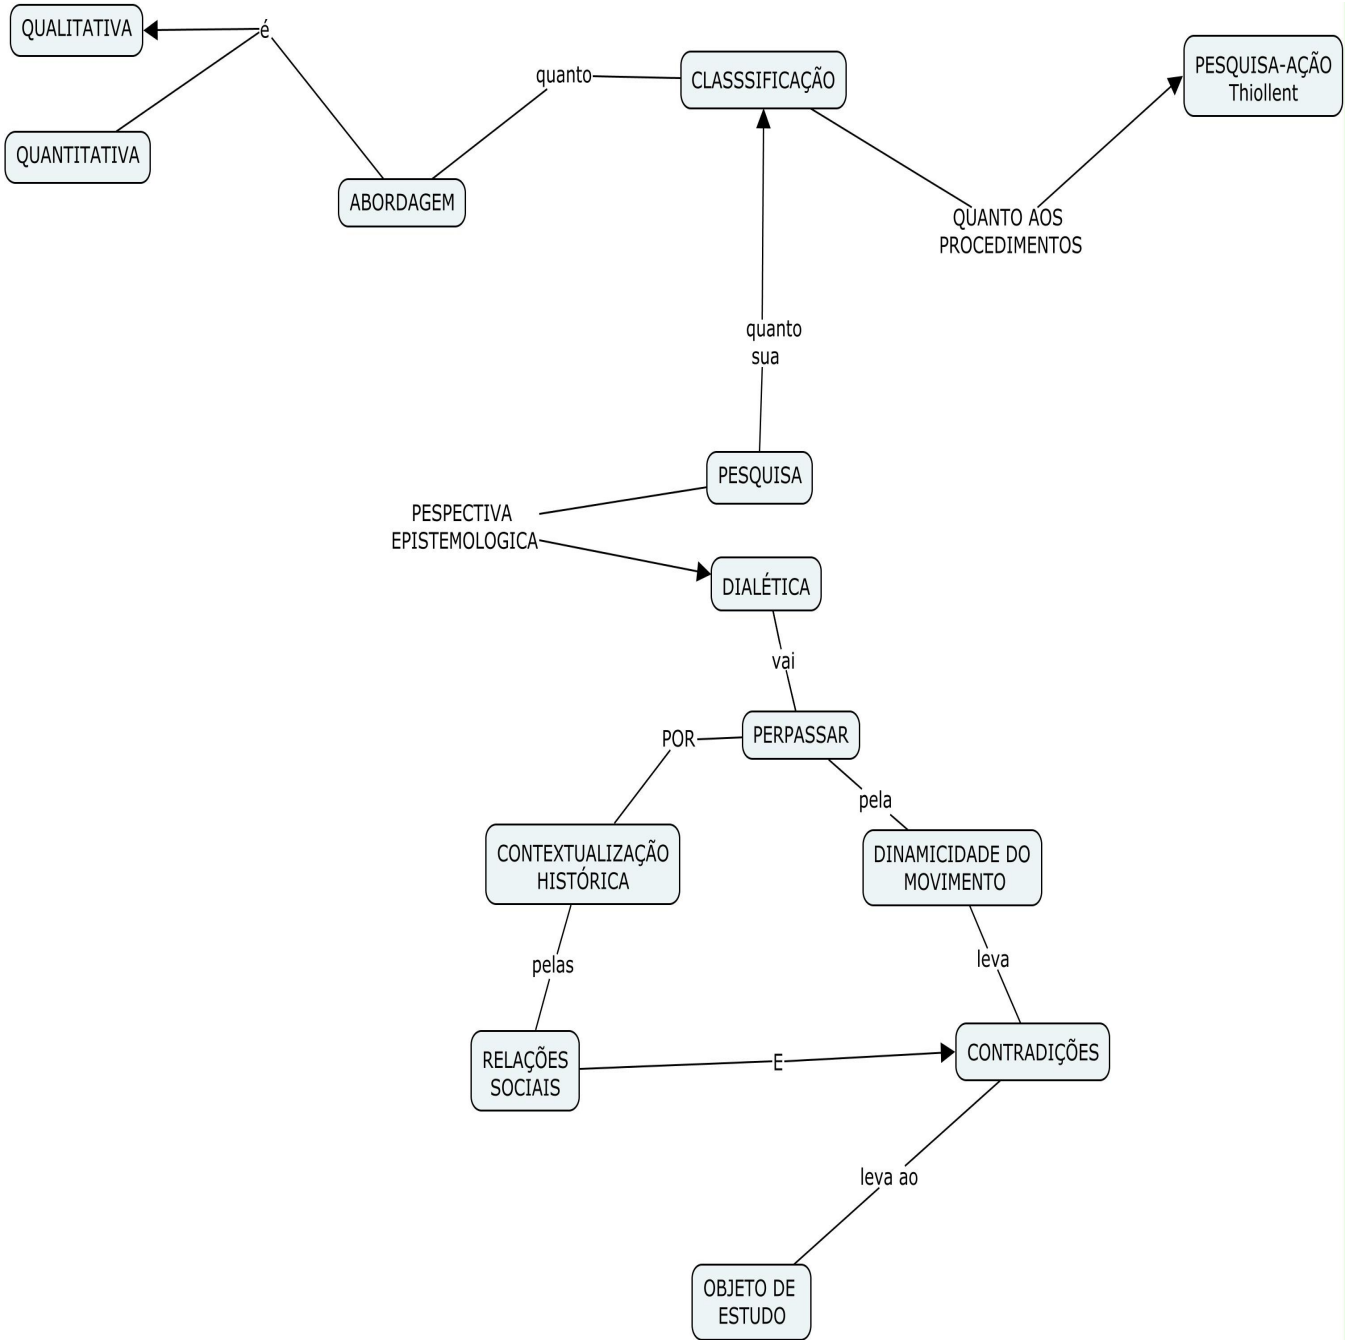 QUALITATIVA
é
QUANTITATIVA
ABORDAGEM
quanto
CLASSSIFICAÇÃO
PESQUISA-AÇÃO
Thiollent
QUANTO AOS
PROCEDIMENTOS
quanto
sua
PESQUISA
PESPECTIVA
EPISTEMOLOGICA
DIALÉTICA
vai
PERPASSAR
POR
pela
CONTEXTUALIZAÇÃO
HISTÓRICA
DINAMICIDADE DO
MOVIMENTO
pelas
leva
RELAÇÕES
SOCIAIS
E
CONTRADIÇÕES
leva ao
OBJETO DE
ESTUDO